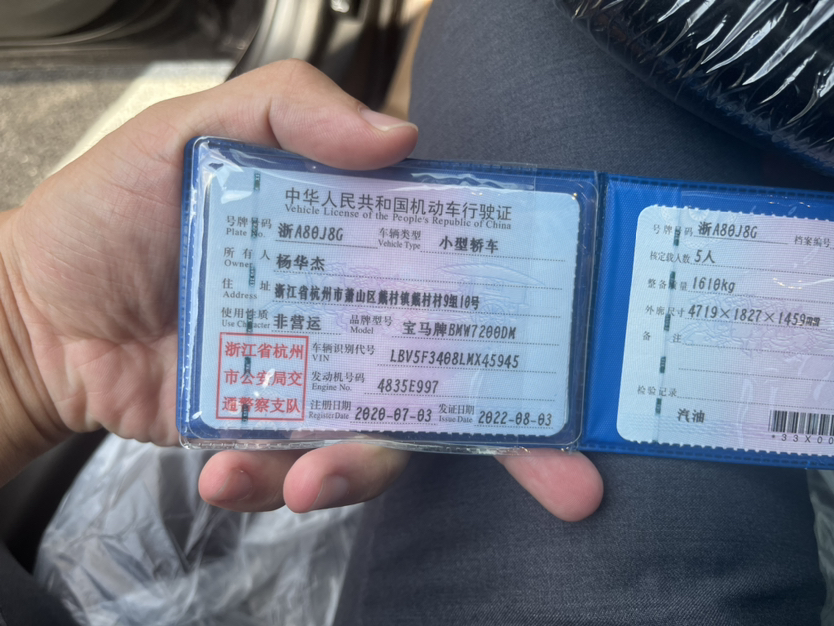 中华人民共和国机动车行驶证
Vehicle License of the People's Republic of China
号牌号码 浙A80J8G 车辆类型 小型轿车
Plate No. Vehicle Type
所有人 杨华杰
Owner
住址 浙江省杭州市萧山区戴村镇戴村村9组10号
Address
使用性质 非营运 品牌型号 宝马牌BMW7200DM
Use Character Model
浙江省杭州
市公安局交
通警察支队
车辆识别代号 LBV5F3408LMX45945
VIN
发动机号码 4835E997
Engine No.
注册日期 2020-07-03 发证日期 2022-08-03
Register Date Issue Date
号牌号码 浙A80J8G 档案编号
核定载人数 5人
整备质量 1610kg
外廓尺寸 4719×1827×1459mm
备注
检验记录
汽油
*33X00